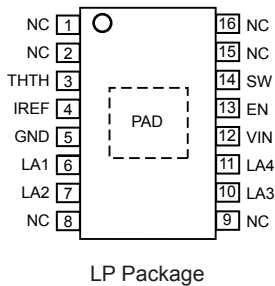 NC 1 16 NC
NC 2 15 NC
THTH 3 14 SW
IREF 4 PAD 13 EN
GND 5 12 VIN
LA1 6 11 LA4
LA2 7 10 LA3
NC 8 9 NC
LP Package